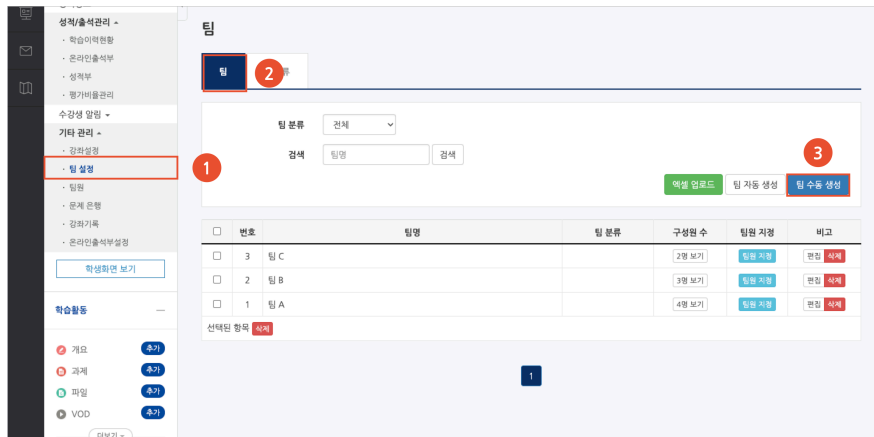 성적/출석관리
· 학습이력현황
· 온라인출석부
· 성적부
· 평가비율관리
수강생 알림
기타 관리
· 강좌설정
· 팀 설정
· 팀원
· 문제 은행
· 강좌기록
· 온라인출석부설정
학생화면 보기
학습활동
개요 추가
과제 추가
파일 추가
VOD 추가
더보기
1
팀
팀 2 류
팀 분류 전체
검색 팀명 검색
3
엑셀 업로드 팀 자동 생성 팀 수동 생성
번호 팀명 팀 분류 구성원 수 팀원 지정 비고
3 팀 C 2명 보기 팀원 지정 편집 삭제
2 팀 B 3명 보기 팀원 지정 편집 삭제
1 팀 A 4명 보기 팀원 지정 편집 삭제
선택된 항목 삭제
1